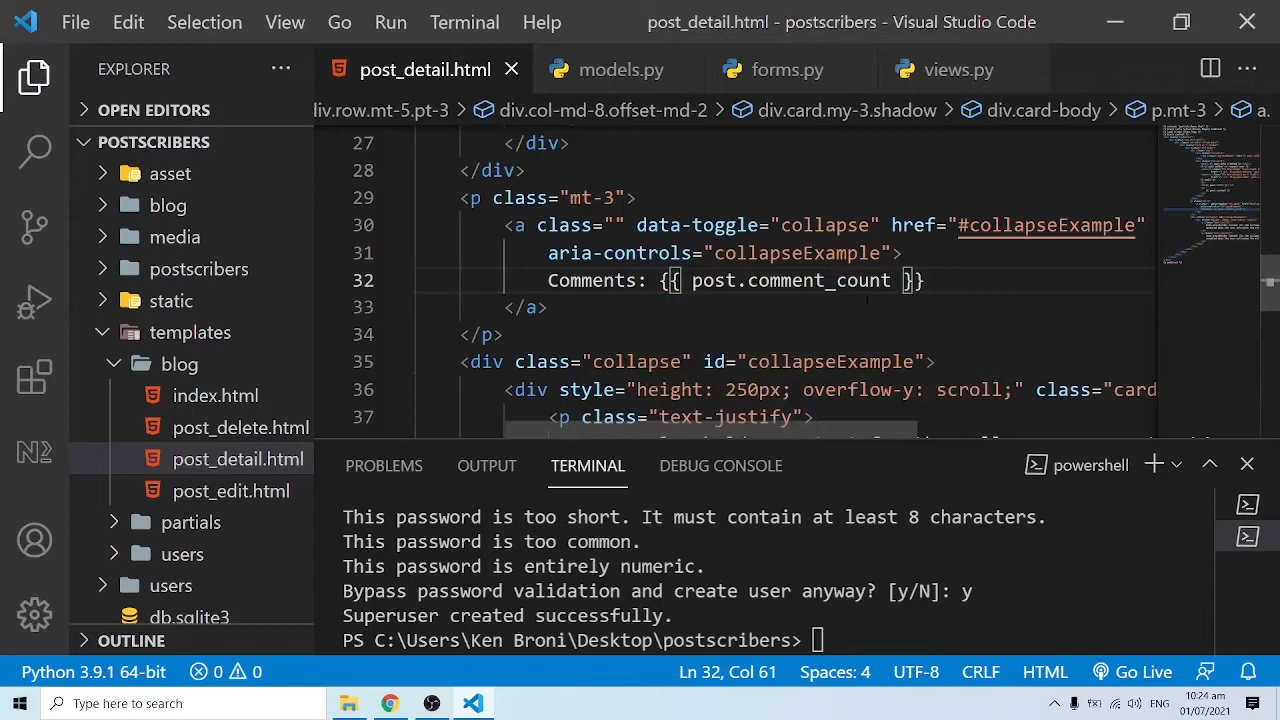 File Edit Selection View Go Run Terminal Help post_detail.html - postscribers - Visual Studio Code
EXPLORER
OPEN EDITORS
POSTSCRIBERS
asset
blog
media
postscribers
static
templates
blog
index.html
post_delete.html
post_detail.html
post_edit.html
partials
users
users
db.sqlite3
OUTLINE
post_detail.html models.py forms.py views.py
div.row.mt-5.pt-3 > div.col-md-8.offset-md-2 > div.card.my-3.shadow > div.card-body > p.mt-3 > a.
27 </div>
28 </div>
29 <p class="mt-3">
30 <a class="" data-toggle="collapse" href="#collapseExample"
31 aria-controls="collapseExample">
32 Comments: {{ post.comment_count }}
33 </a>
34 </p>
35 <div class="collapse" id="collapseExample">
36 <div style="height: 250px; overflow-y: scroll;" class="card
37 <p class="text-justify">
PROBLEMS OUTPUT TERMINAL DEBUG CONSOLE powershell
This password is too short. It must contain at least 8 characters.
This password is too common.
This password is entirely numeric.
Bypass password validation and create user anyway? [y/N]: y
Superuser created successfully.
PS C:\Users\Ken Broni\Desktop\postscribers>
Python 3.9.1 64-bit 0 0 Ln 32, Col 61 Spaces: 4 UTF-8 CRLF HTML Go Live
Type here to search ENG 10:24 am
01/07/2021